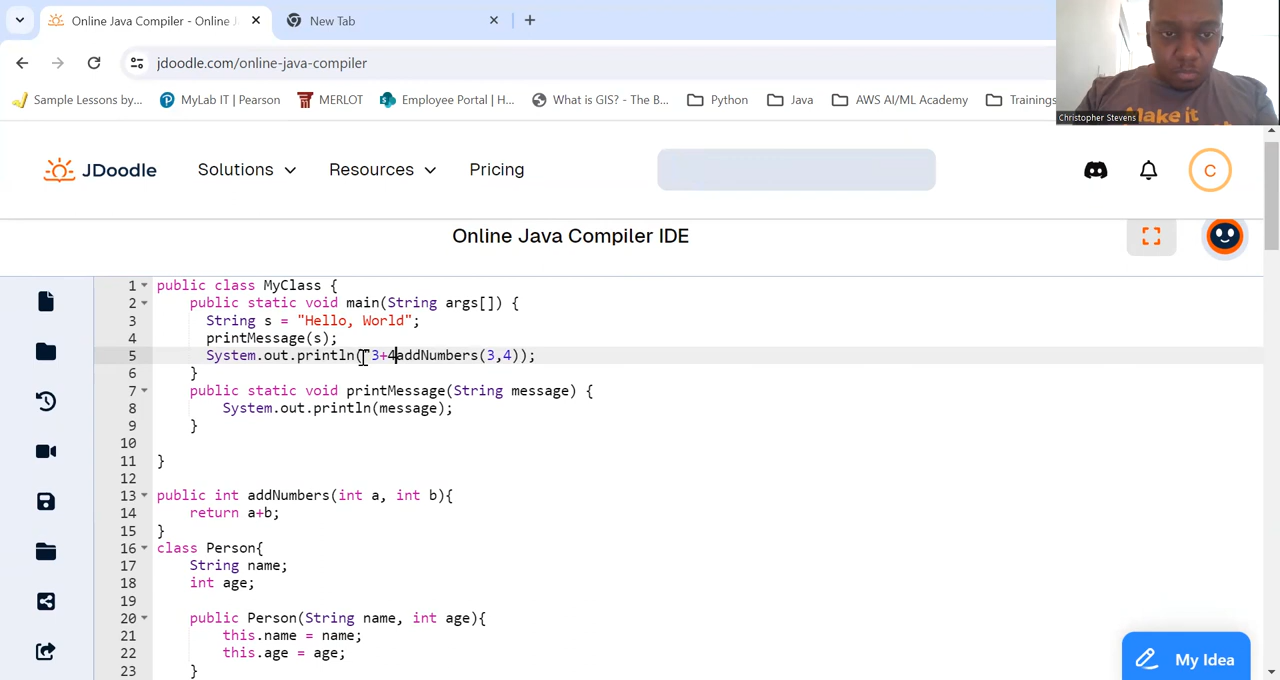 Online Java Compiler - Online J
New Tab
jdoodle.com/online-java-compiler
Sample Lessons by...
MyLab IT | Pearson
MERLOT
Employee Portal | H...
What is GIS? - The B...
Python
Java
AWS AI/ML Academy
Trainings
Make it
Christopher Stevens
JDoodle
Solutions
Resources
Pricing
C
Online Java Compiler IDE
1 public class MyClass {
2 public static void main(String args[]) {
3 String s = "Hello, World";
4 printMessage(s);
5 System.out.println("3+4addNumbers(3,4));
6 }
7 public static void printMessage(String message) {
8 System.out.println(message);
9 }
10
11 }
12
13 public int addNumbers(int a, int b){
14 return a+b;
15 }
16 class Person{
17 String name;
18 int age;
19
20 public Person(String name, int age){
21 this.name = name;
22 this.age = age;
23 }
My Idea